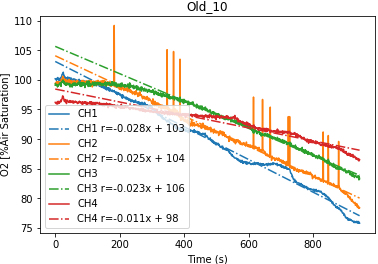 Old_10
O2 [%Air Saturation]
110
105
100
95
90
85
80
75
CH1
CH1 r=-0.028x + 103
CH2
CH2 r=-0.025x + 104
CH3
CH3 r=-0.023x + 106
CH4
CH4 r=-0.011x + 98
0 200 400 600 800
Time (s)